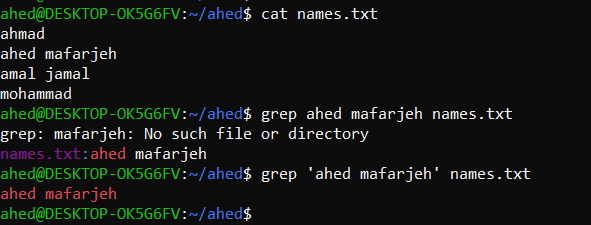 ahed@DESKTOP-OK5G6FV:~/ahed$ cat names.txt
ahmad
ahed mafarjeh
amal jamal
mohammad
ahed@DESKTOP-OK5G6FV:~/ahed$ grep ahed mafarjeh names.txt
grep: mafarjeh: No such file or directory
names.txt:ahed mafarjeh
ahed@DESKTOP-OK5G6FV:~/ahed$ grep 'ahed mafarjeh' names.txt
ahed mafarjeh
ahed@DESKTOP-OK5G6FV:~/ahed$